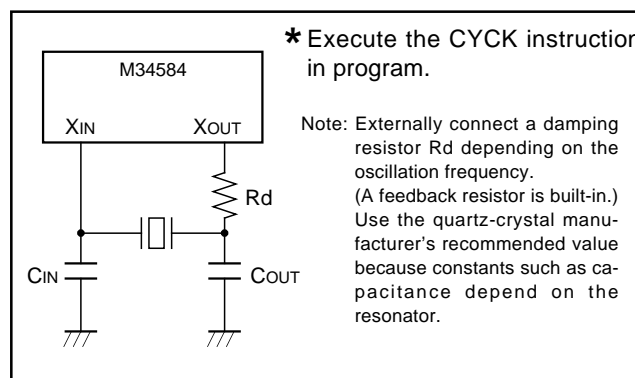 * Execute the CYCK instruction
in program.
M34584
XIN XOUT
Note: Externally connect a damping
resistor Rd depending on the
oscillation frequency.
(A feedback resistor is built-in.)
Use the quartz-crystal manu-
facturer's recommended value
because constants such as ca-
pacitance depend on the
resonator.
Rd
CIN COUT